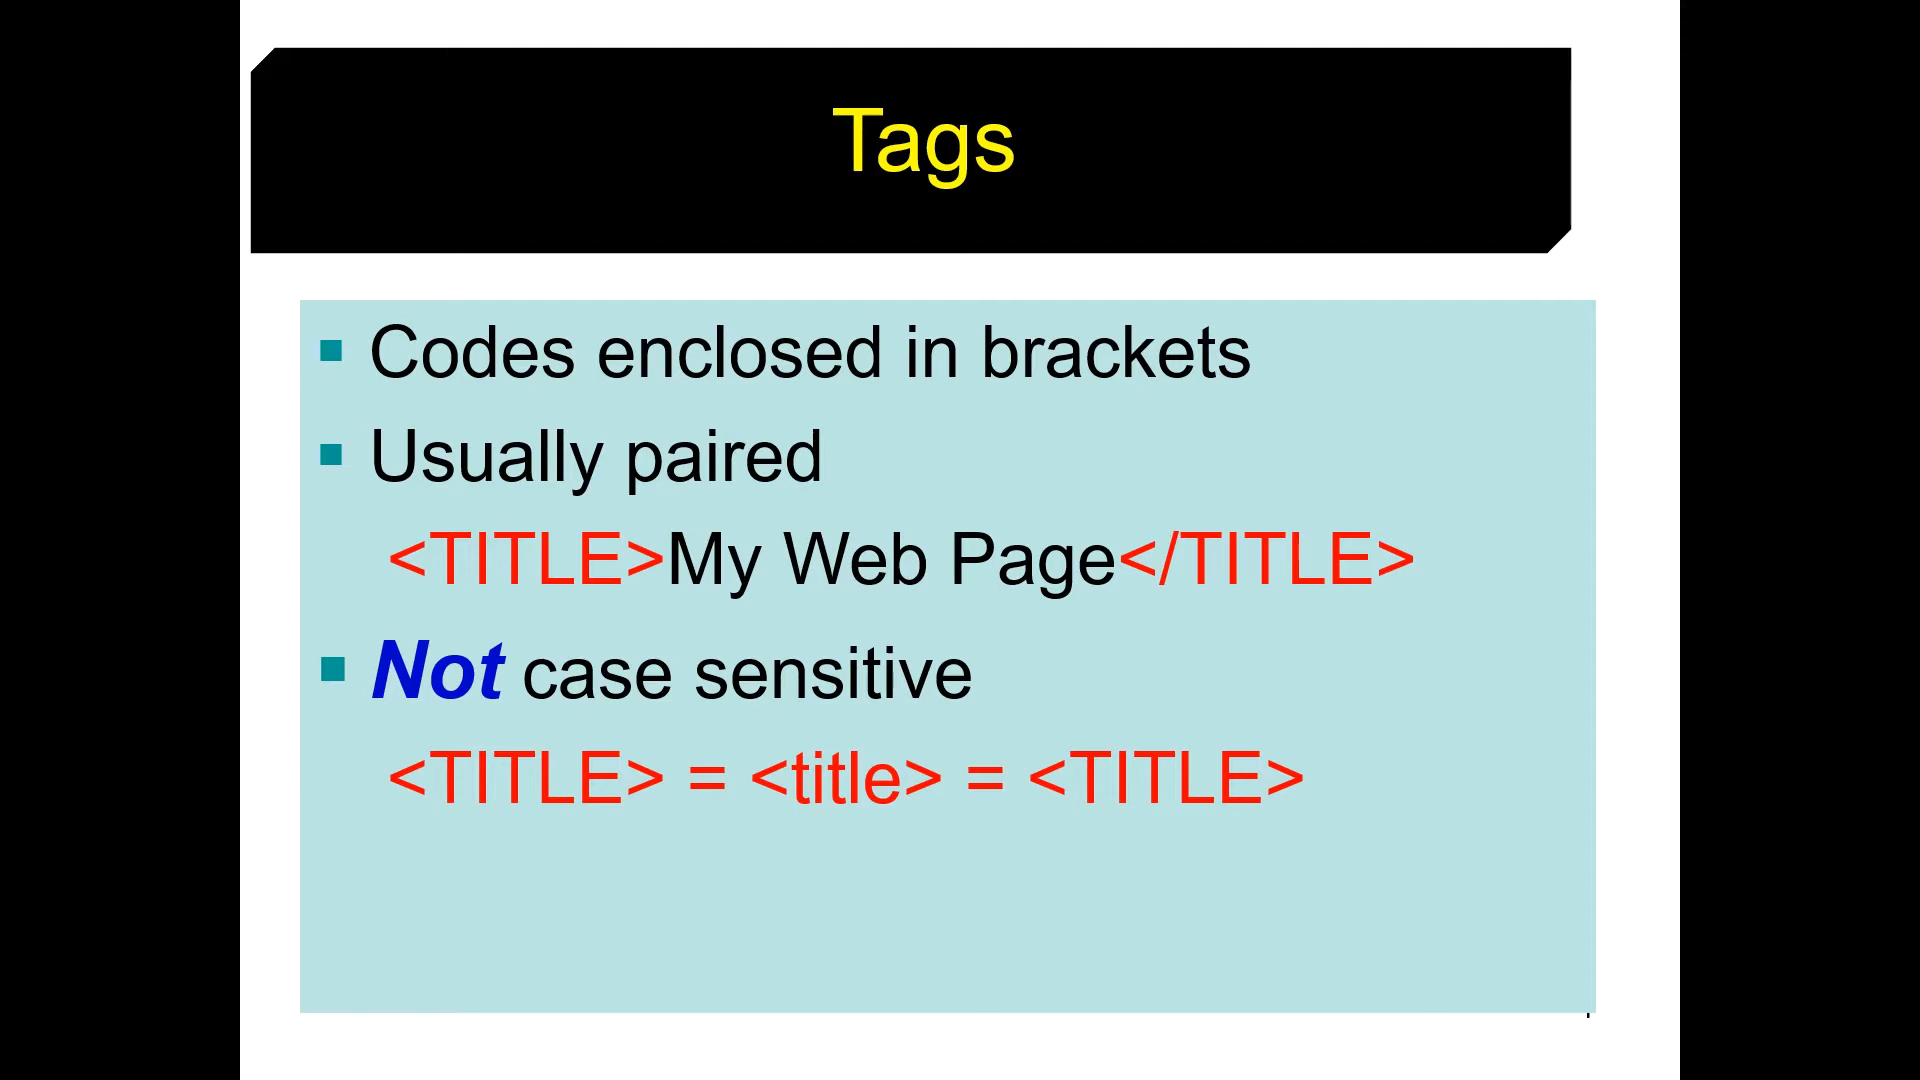 Tags
Codes enclosed in brackets
Usually paired
<TITLE>My Web Page</TITLE>
Not case sensitive
<TITLE> = <title> = <TITLE>